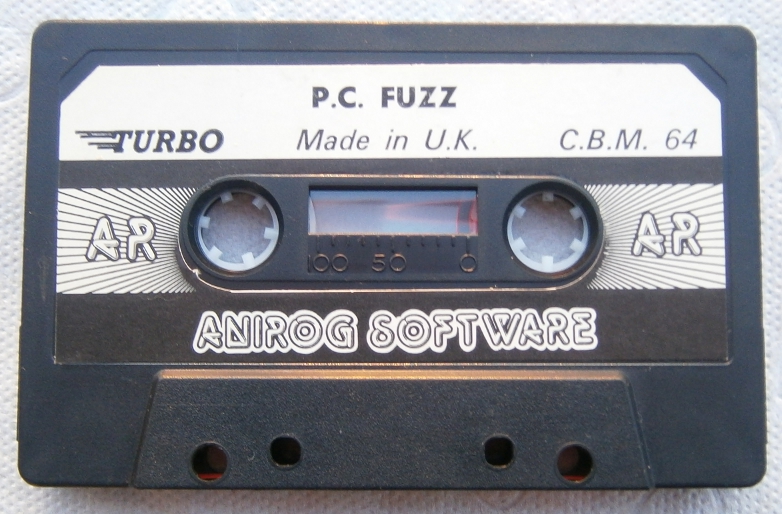 P.C. FUZZ
TURBO Made in U.K. C.B.M. 64
AR AR
100 50 0
ANIROG SOFTWARE